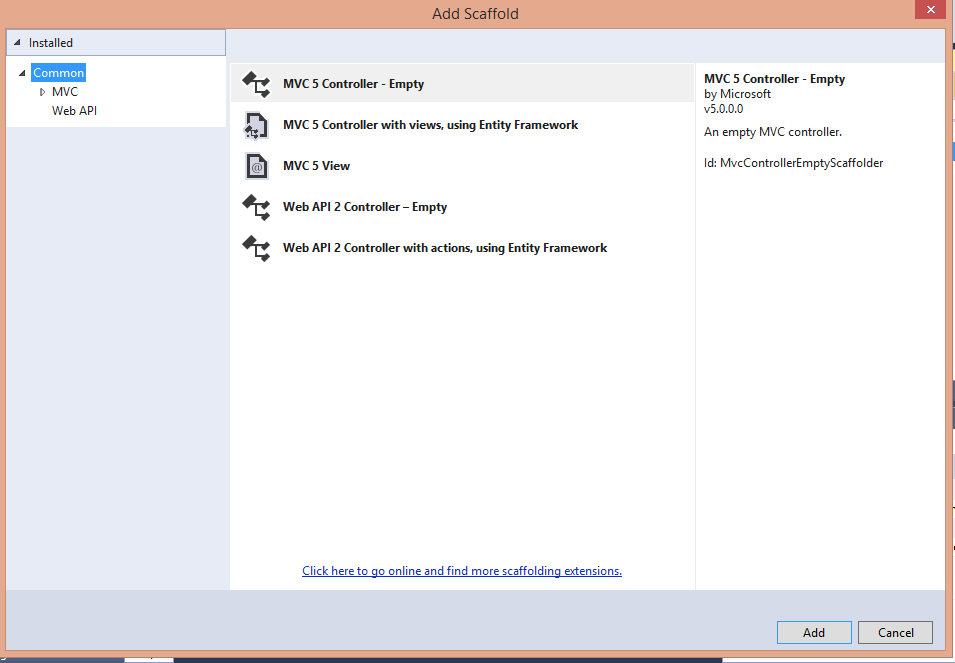 Add Scaffold
Installed
Common
MVC
Web API
MVC 5 Controller - Empty
MVC 5 Controller with views, using Entity Framework
MVC 5 View
Web API 2 Controller – Empty
Web API 2 Controller with actions, using Entity Framework
Click here to go online and find more scaffolding extensions.
MVC 5 Controller - Empty
by Microsoft
v5.0.0.0
An empty MVC controller.
Id: MvcControllerEmptyScaffolder
Add
Cancel